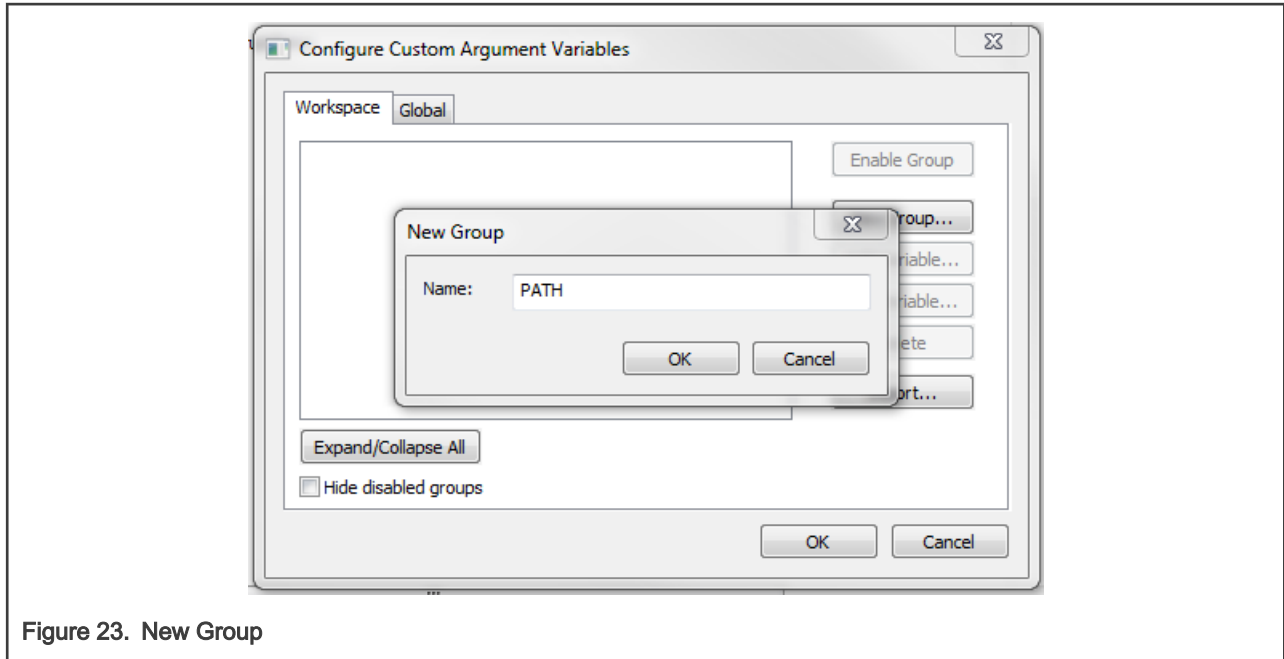 Configure Custom Argument Variables
Workspace Global
Enable Group
roup...
New Group
riable...
Name: PATH
riable...
ete
OK Cancel
ort...
Expand/Collapse All
Hide disabled groups
OK Cancel
Figure 23. New Group